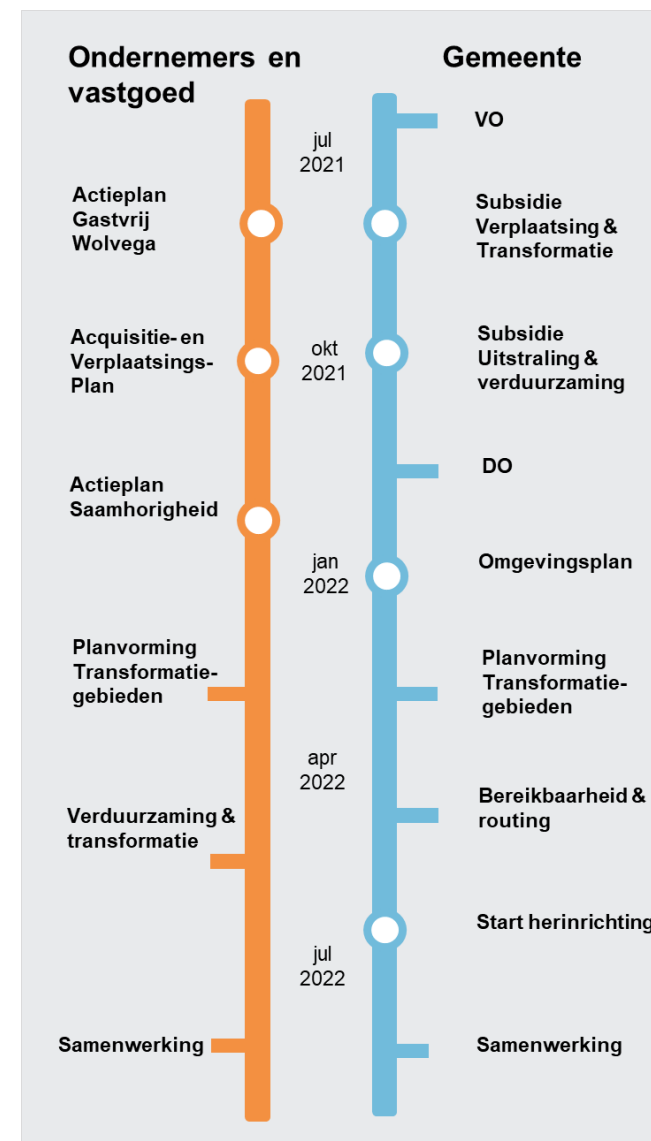 Ondernemers en
vastgoed
Gemeente
VO
jul
2021
Actieplan
Gastvrij
Wolvega
Subsidie
Verplaatsing &
Transformatie
Acquisitie- en
Verplaatsings-
Plan
okt
2021
Subsidie
Uitstraling &
verduurzaming
DO
Actieplan
Saamhorigheid
jan
2022
Omgevingsplan
Planvorming
Transformatie-
gebieden
Planvorming
Transformatie-
gebieden
apr
2022
Bereikbaarheid &
routing
Verduurzaming &
transformatie
Start herinrichting
jul
2022
Samenwerking
Samenwerking